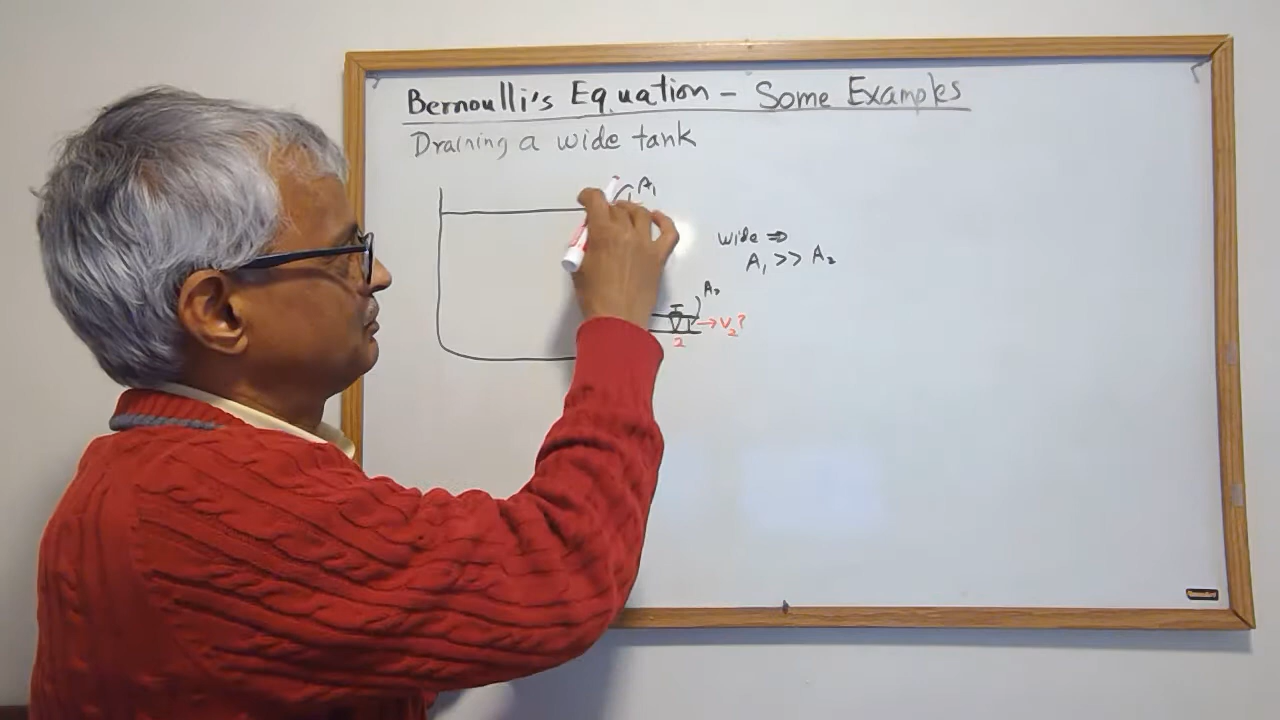 Bernoulli's Equation – Some Examples
Draining a wide tank
A₁
wide ⇒
A₁ >> A₂
A₂
→ V₂?
2